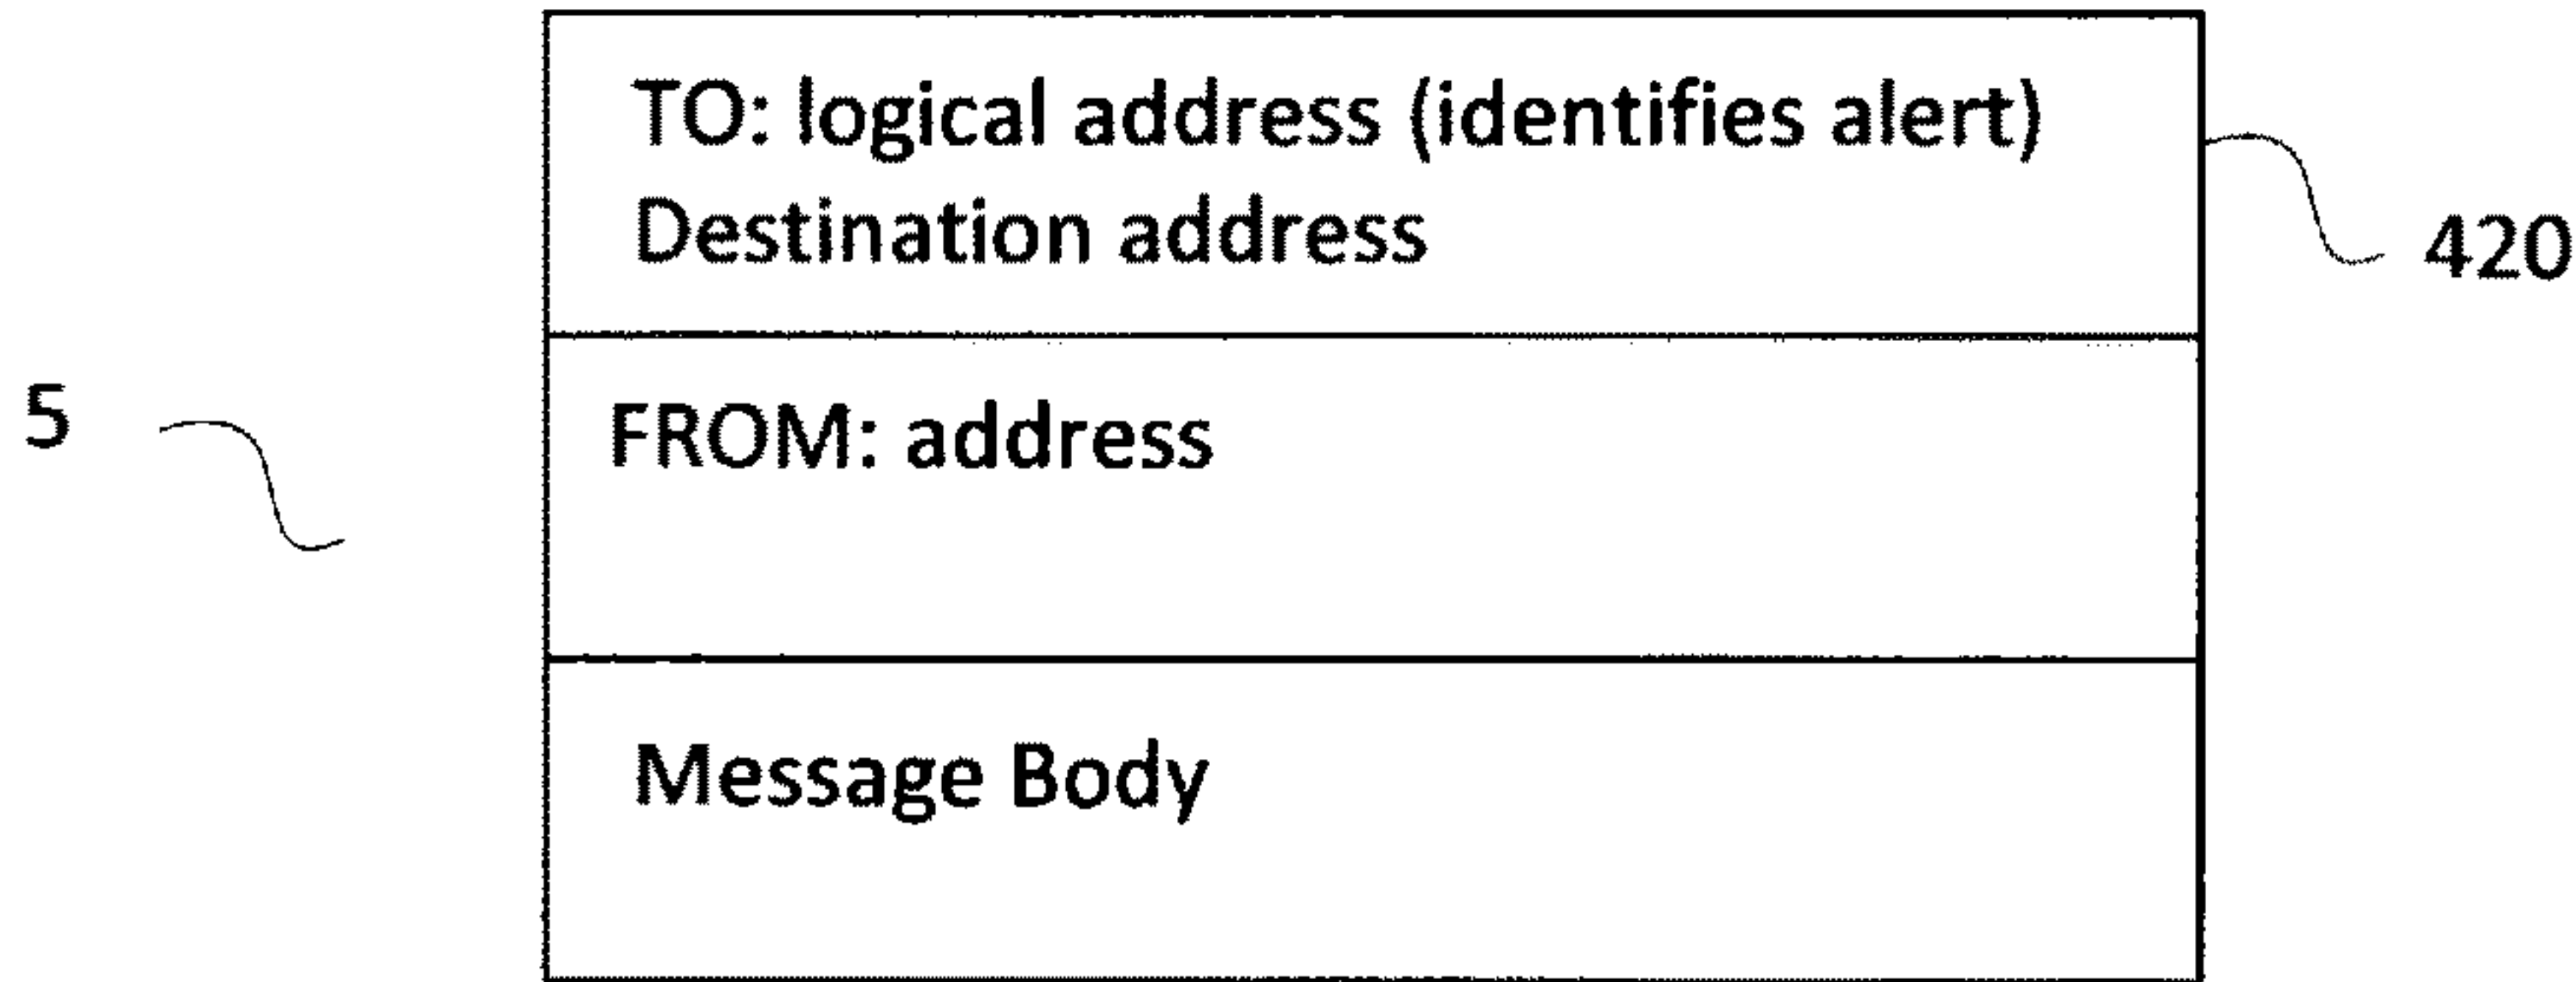 TO: logical address (identifies alert)
Destination address
420
5
FROM: address
Message Body